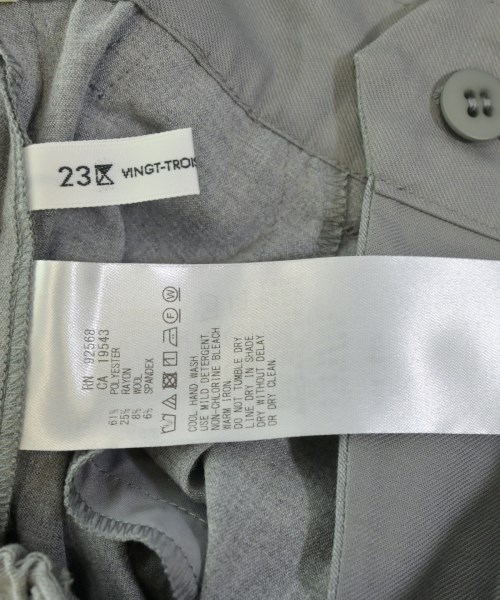 23 VINGT-TROIS
RN 92568
CA 19543
61% POLYESTER
25% RAYON
8% WOOL
6% SPANDEX
COOL HAND WASH
USE MILD DETERGENT
NON-CHLORINE BLEACH
WARM IRON
DO NOT TUMBLE DRY
LINE DRY IN SHADE
DRY WITHOUT DELAY
OR DRY CLEAN